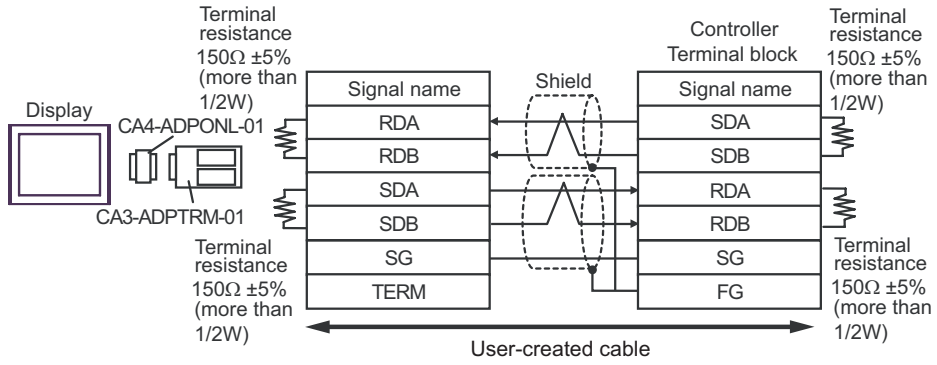 Terminal
resistance
150Ω ±5%
(more than
1/2W)
Controller
Terminal block
Terminal
resistance
150Ω ±5%
(more than
1/2W)
Display
CA4-ADPONL-01
CA3-ADPTRM-01
Signal name
RDA
RDB
SDA
SDB
SG
TERM
Shield
Signal name
SDA
SDB
RDA
RDB
SG
FG
Terminal
resistance
150Ω ±5%
(more than
1/2W)
Terminal
resistance
150Ω ±5%
(more than
1/2W)
User-created cable